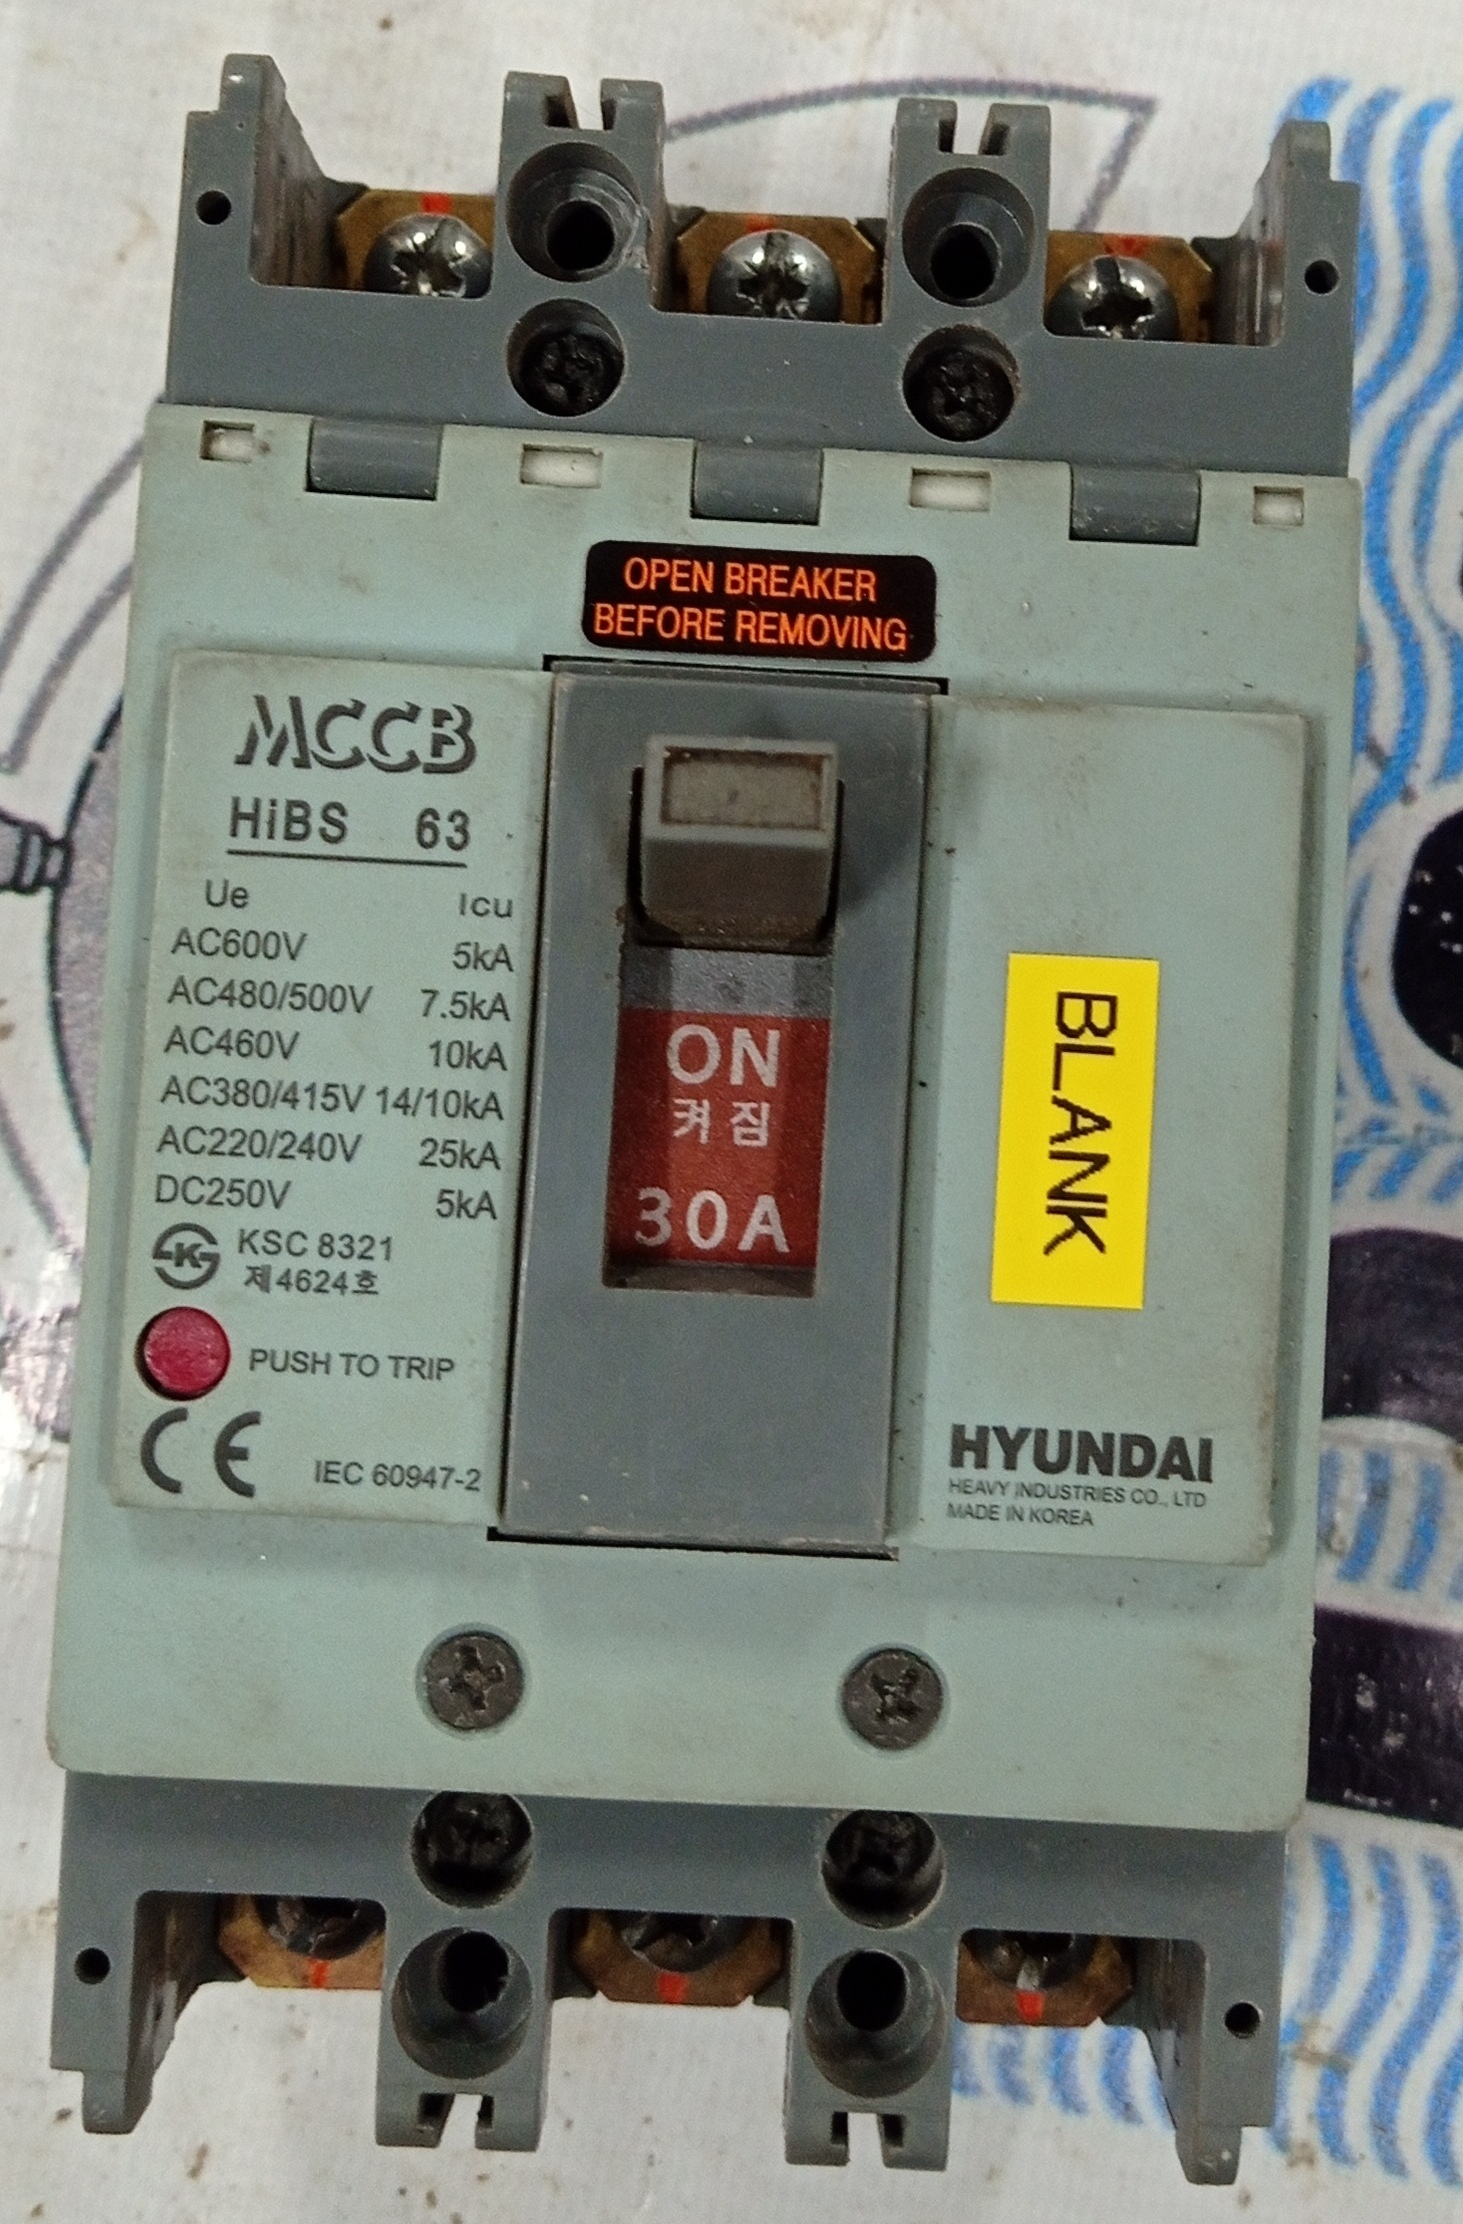 OPEN BREAKER
BEFORE REMOVING
MCCB
HiBS 63
Ue Icu
AC600V 5kA
AC480/500V 7.5kA
AC460V 10kA
AC380/415V 14/10kA
AC220/240V 25kA
DC250V 5kA
K KSC 8321
제4624호
PUSH TO TRIP
CE IEC 60947-2
ON
켜짐
30A
BLANK
HYUNDAI
HEAVY INDUSTRIES CO., LTD
MADE IN KOREA